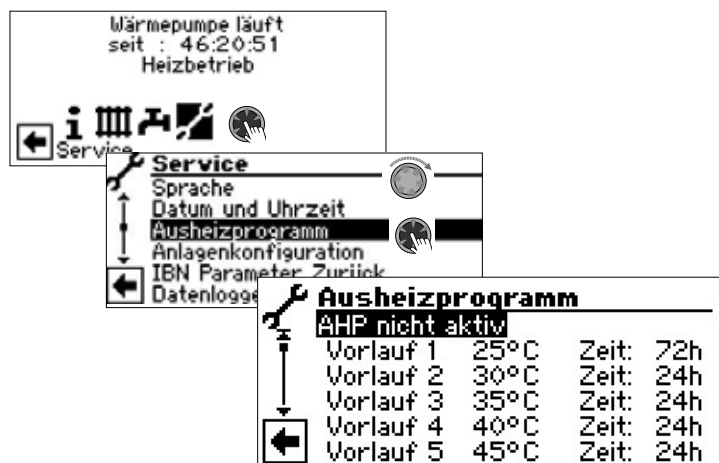 Wärmepumpe läuft
seit : 46:20:51
Heizbetrieb
Service
Service
Sprache
Datum und Uhrzeit
Ausheizprogramm
Anlagenkonfiguration
IBN Parameter Zurück
Datenlogge
Ausheizprogramm
AHP nicht aktiv
Vorlauf 1 25°C Zeit: 72h
Vorlauf 2 30°C Zeit: 24h
Vorlauf 3 35°C Zeit: 24h
Vorlauf 4 40°C Zeit: 24h
Vorlauf 5 45°C Zeit: 24h